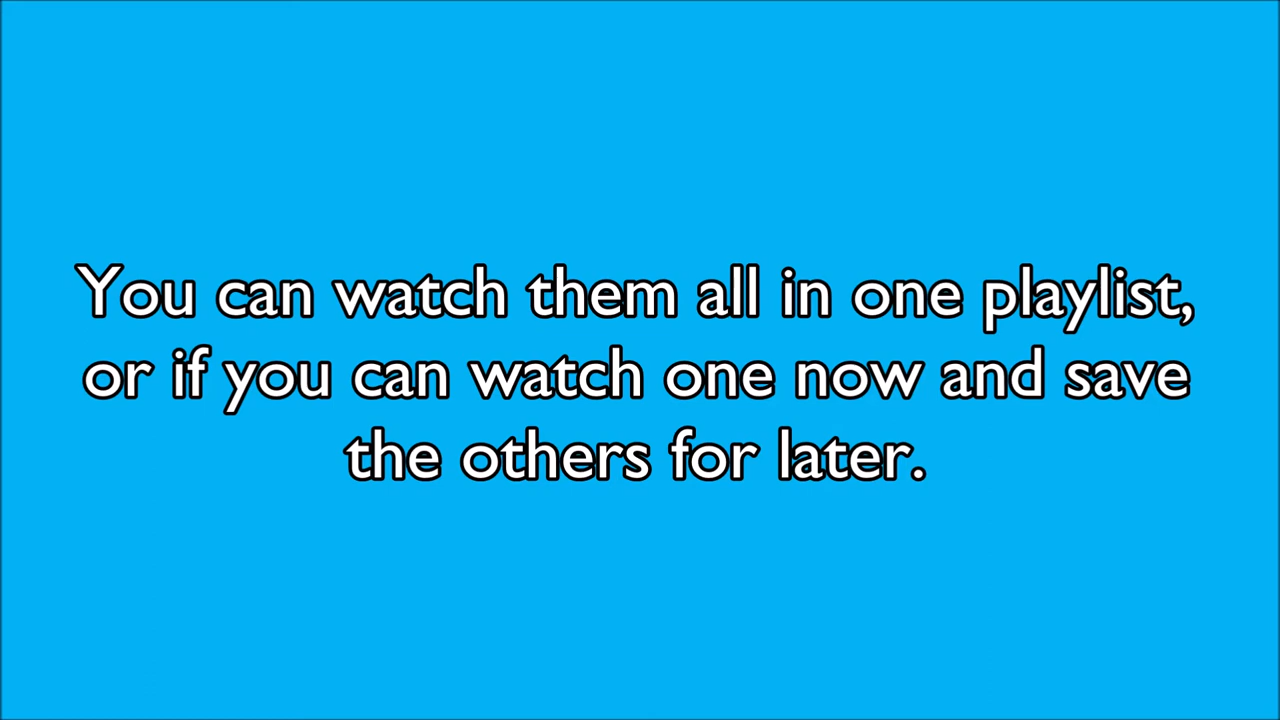 You can watch them all in one playlist,
or if you can watch one now and save
the others for later.